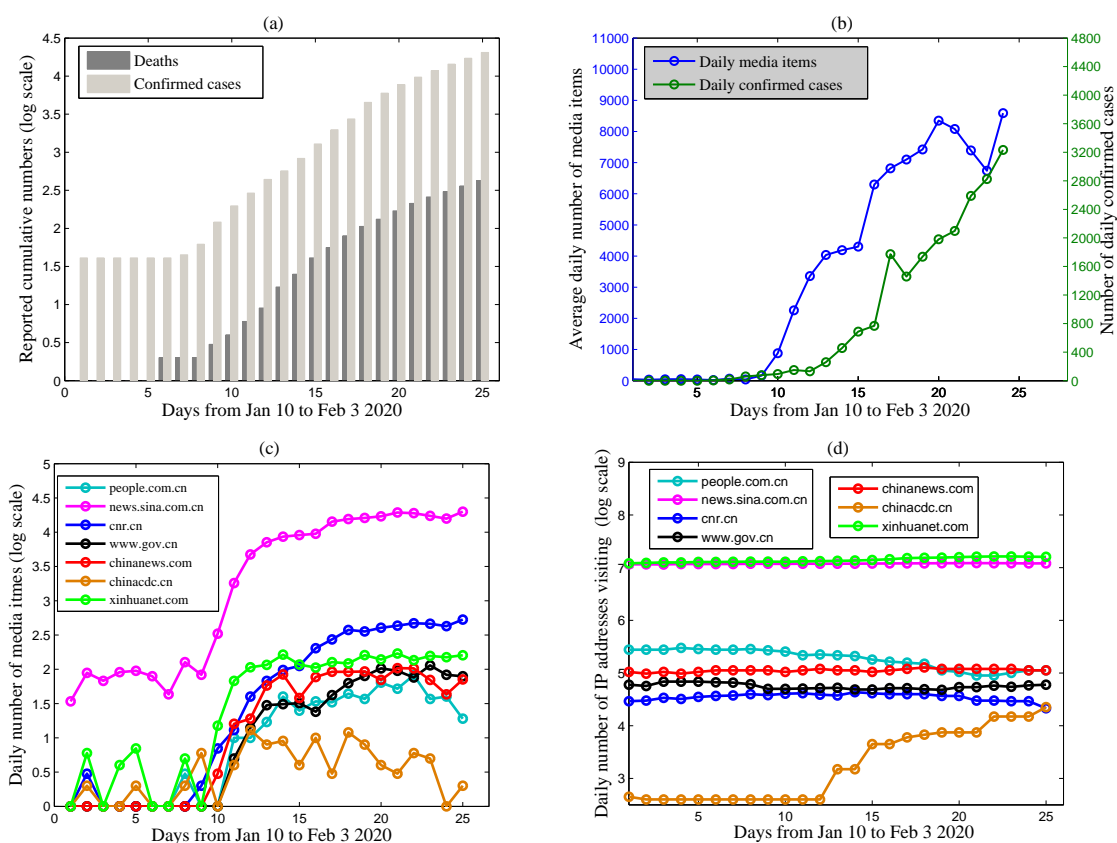 (a)
Reported cumulative numbers (log scale)
4.5
4
3.5
3
2.5
2
1.5
1
0.5
0
Deaths
Confirmed cases
0 5 10 15 20 25
Days from Jan 10 to Feb 3 2020
(b)
Average daily number of media items
11000
10000
9000
8000
7000
6000
5000
4000
3000
2000
1000
0
Daily media items
Daily confirmed cases
4800
4400
4000
3600
3200
2800
2400
2000
1600
1200
800
400
0
Number of daily confirmed cases
5 10 15 20 25
Days from Jan 10 to Feb 3 2020
(c)
Daily number of media itmes (log scale)
5
4.5
4
3.5
3
2.5
2
1.5
1
0.5
0
people.com.cn
news.sina.com.cn
cnr.cn
www.gov.cn
chinanews.com
chinacdc.cn
xinhuanet.com
0 5 10 15 20 25
Days from Jan 10 to Feb 3 2020
(d)
Daily number of IP addresses visiting (log scale)
9
8
7
6
5
4
3
people.com.cn
news.sina.com.cn
cnr.cn
www.gov.cn
chinanews.com
chinacdc.cn
xinhuanet.com
5 10 15 20 25
Days from Jan 10 to Feb 3 2020